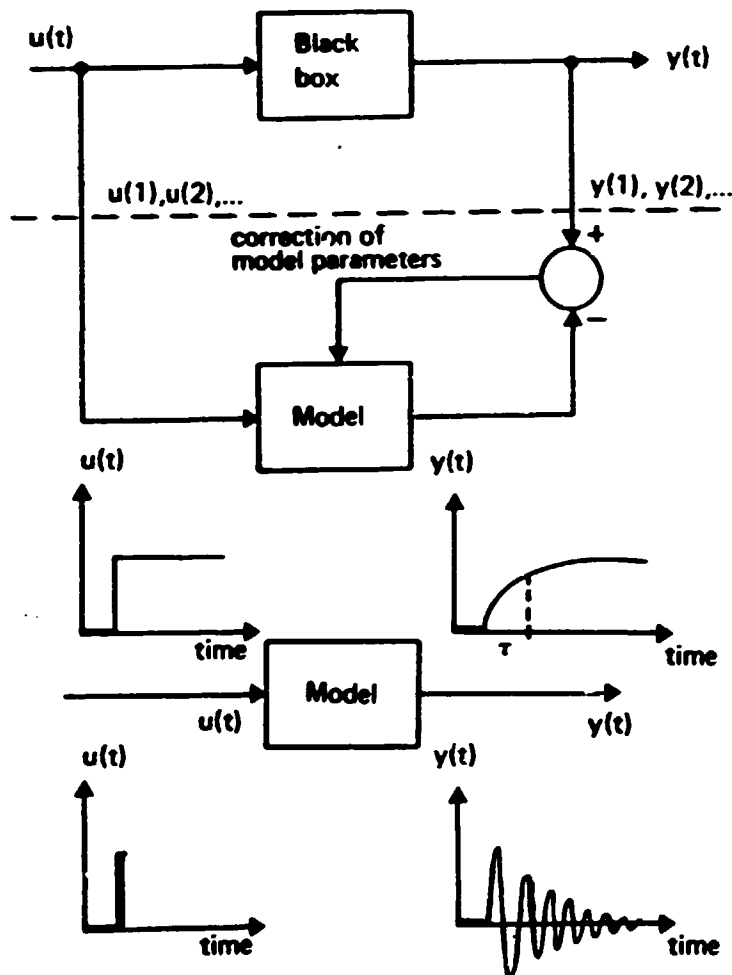 u(t)
Black
box
y(t)
u(1),u(2),...
y(1), y(2),...
correction of
model parameters
+
−
Model
u(t)
y(t)
time
τ
time
Model
u(t)
y(t)
u(t)
y(t)
time
time